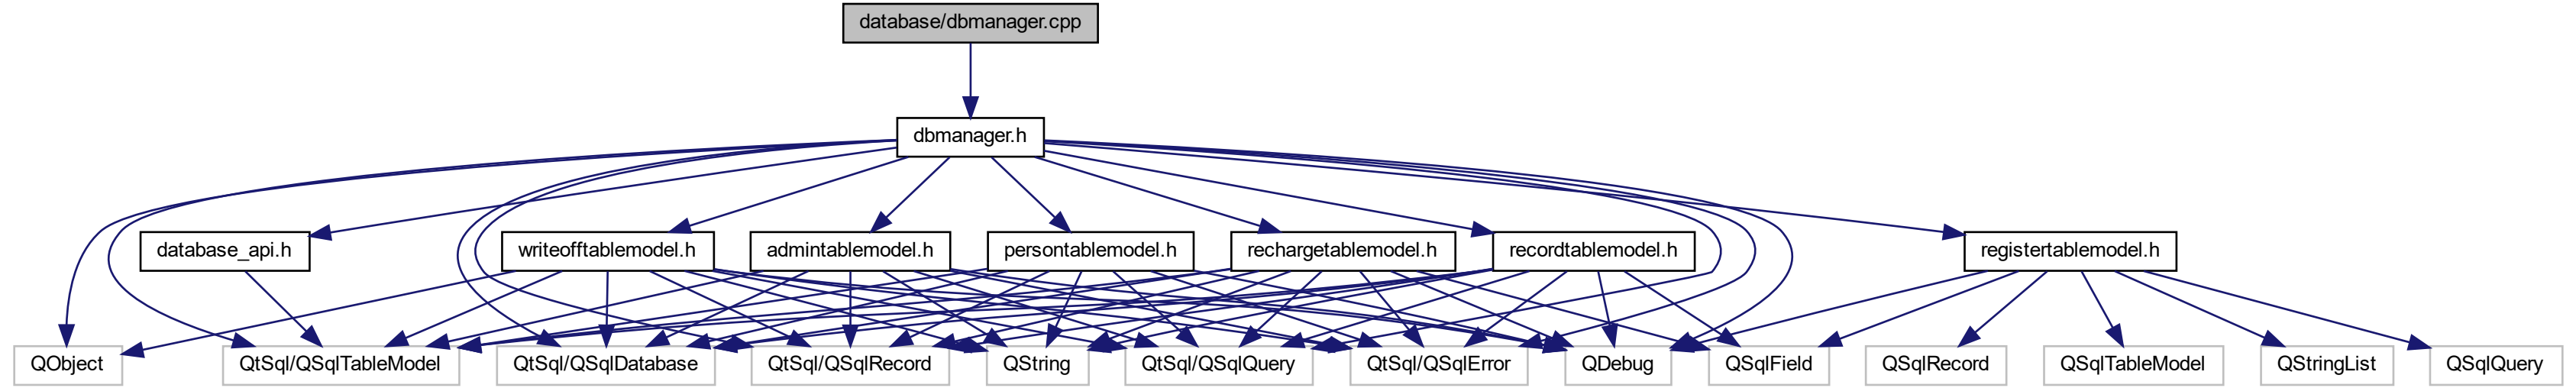 database/dbmanager.cpp
dbmanager.h
database_api.h
writeofftablemodel.h
admintablemodel.h
persontablemodel.h
rechargetablemodel.h
recordtablemodel.h
registertablemodel.h
QObject
QtSql/QSqlTableModel
QtSql/QSqlDatabase
QtSql/QSqlRecord
QString
QtSql/QSqlQuery
QtSql/QSqlError
QDebug
QSqlField
QSqlRecord
QSqlTableModel
QStringList
QSqlQuery